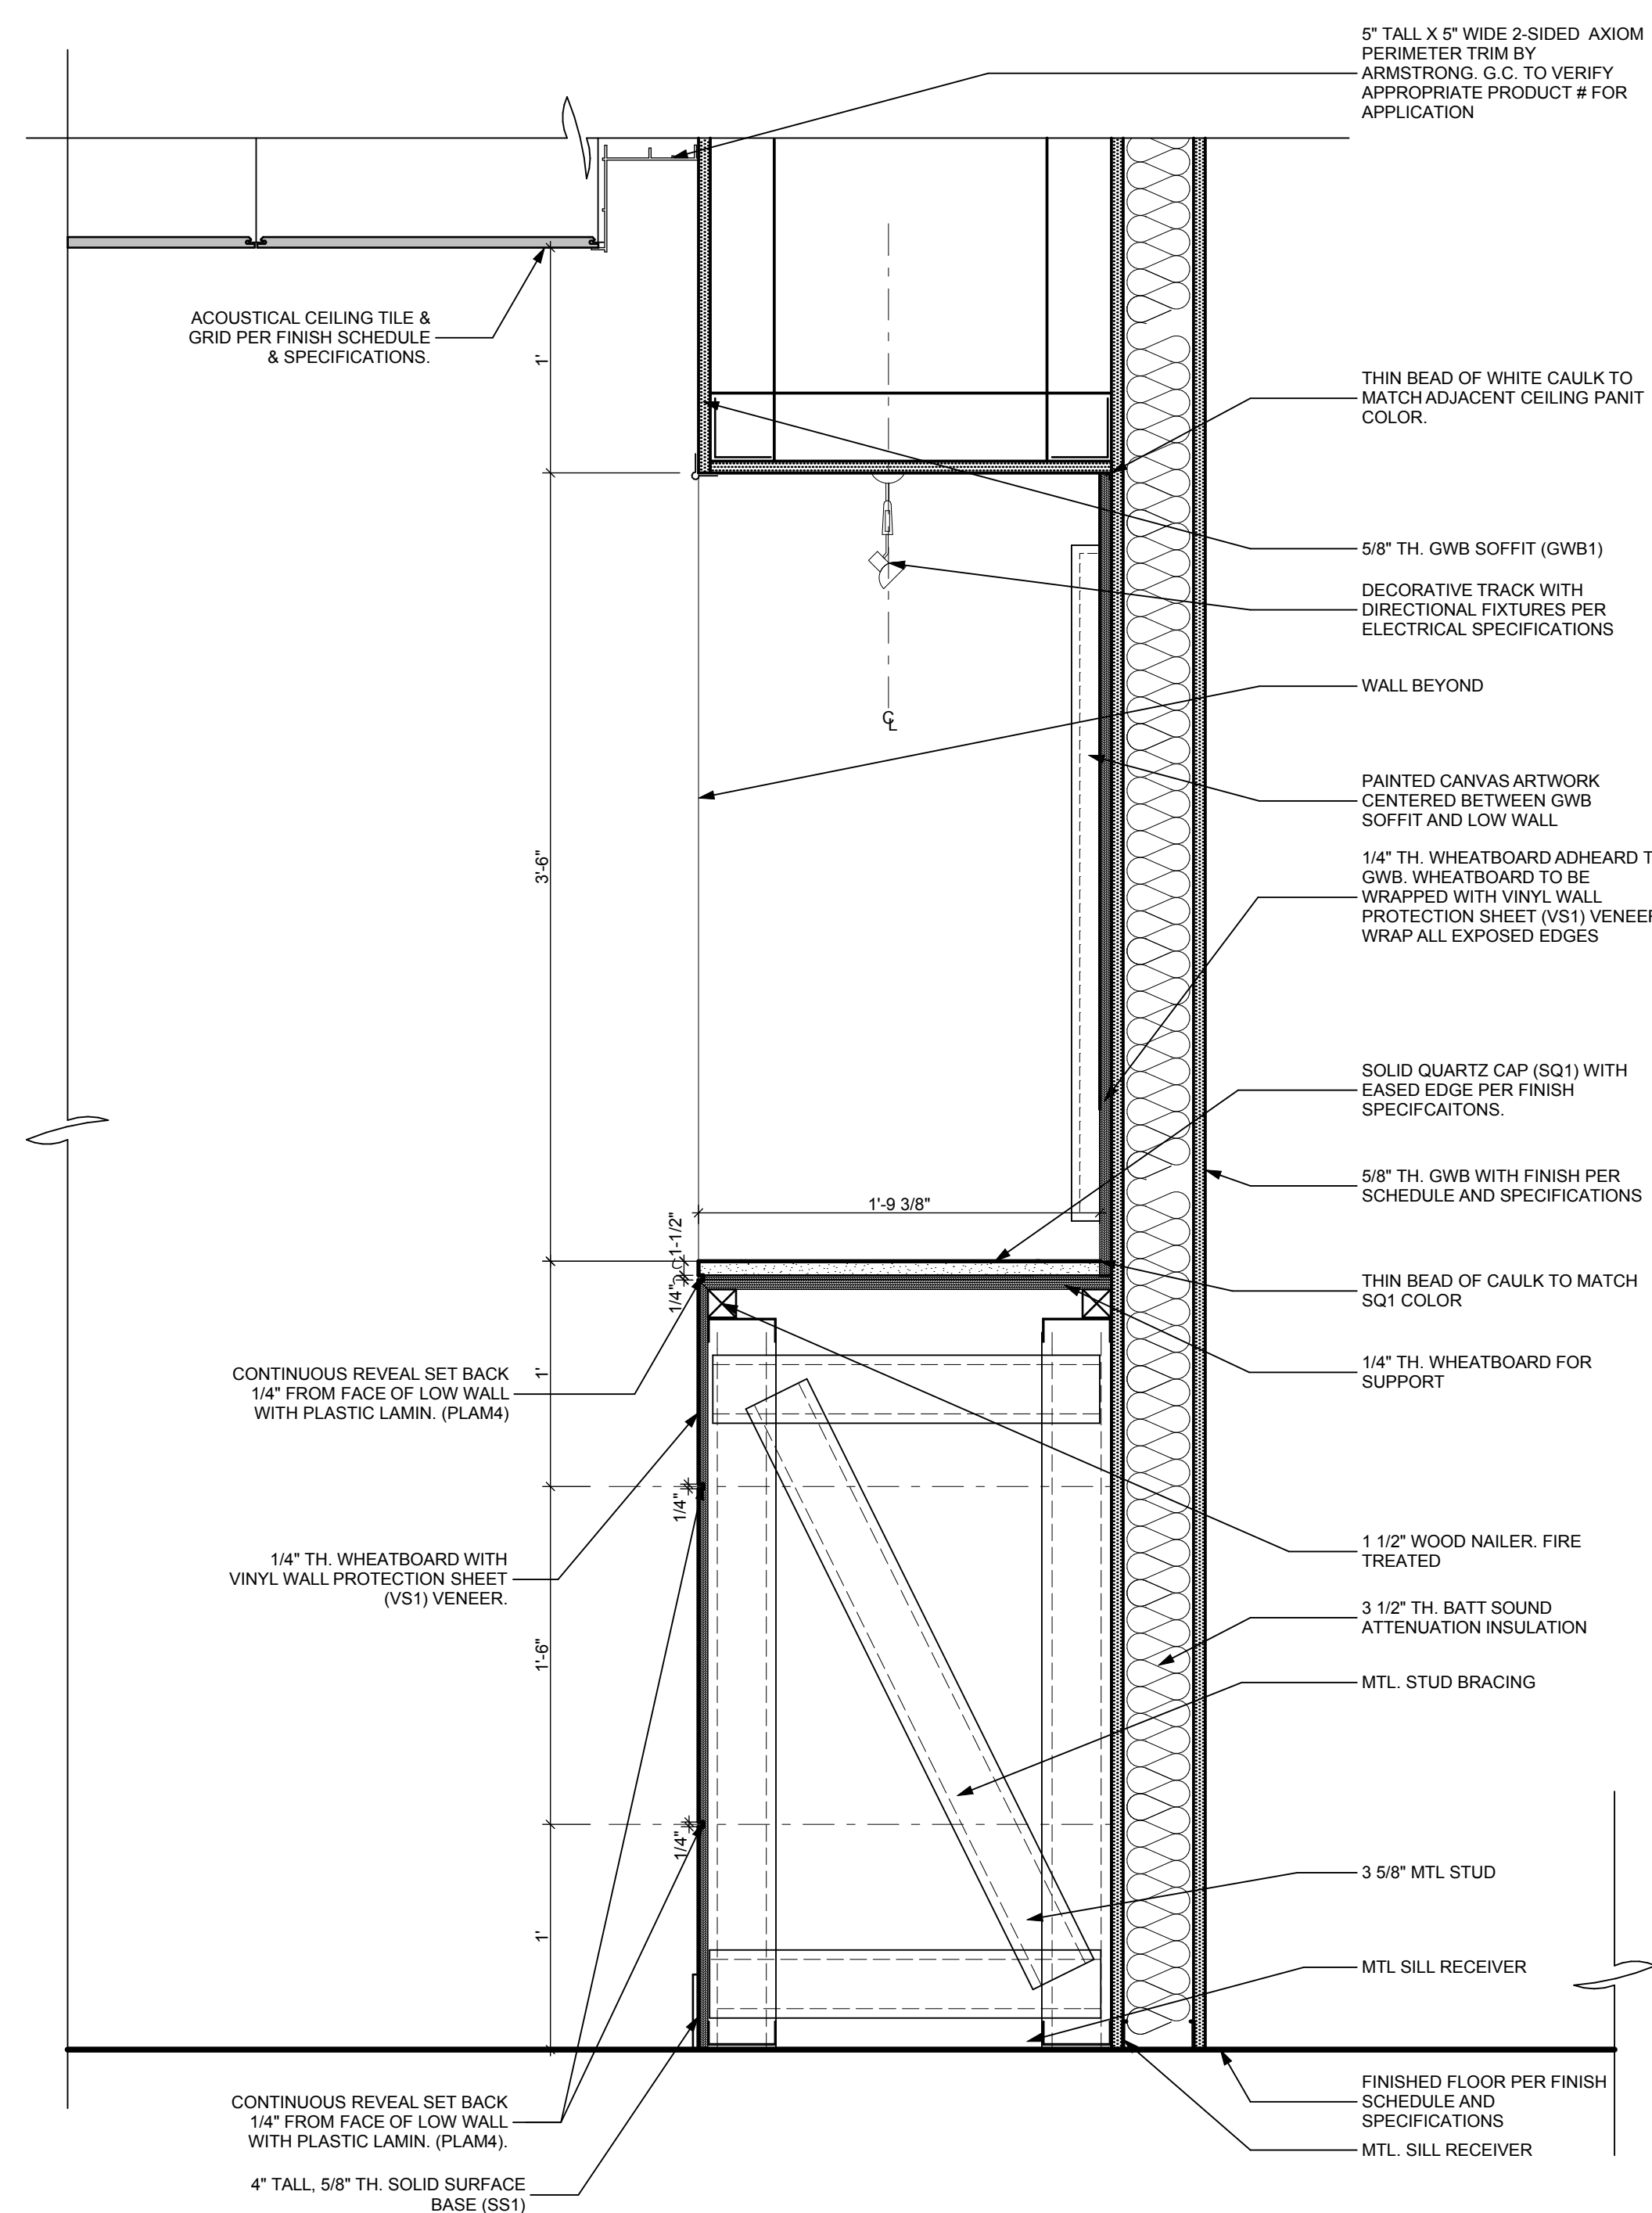 5" TALL X 5" WIDE 2-SIDED AXIOM
PERIMETER TRIM BY
ARMSTRONG. G.C. TO VERIFY
APPROPRIATE PRODUCT # FOR
APPLICATION
ACOUSTICAL CEILING TILE &
GRID PER FINISH SCHEDULE
& SPECIFICATIONS.
1'
THIN BEAD OF WHITE CAULK TO
MATCH ADJACENT CEILING PANIT
COLOR.
5/8" TH. GWB SOFFIT (GWB1)
DECORATIVE TRACK WITH
DIRECTIONAL FIXTURES PER
ELECTRICAL SPECIFICATIONS
WALL BEYOND
CL
PAINTED CANVAS ARTWORK
CENTERED BETWEEN GWB
SOFFIT AND LOW WALL
3'-6"
1/4" TH. WHEATBOARD ADHEARD T
GWB. WHEATBOARD TO BE
WRAPPED WITH VINYL WALL
PROTECTION SHEET (VS1) VENEER
WRAP ALL EXPOSED EDGES
SOLID QUARTZ CAP (SQ1) WITH
EASED EDGE PER FINISH
SPECIFCAITONS.
5/8" TH. GWB WITH FINISH PER
SCHEDULE AND SPECIFICATIONS
1'-9 3/8"
1-1/2"
1/4"
THIN BEAD OF CAULK TO MATCH
SQ1 COLOR
CONTINUOUS REVEAL SET BACK
1/4" FROM FACE OF LOW WALL
WITH PLASTIC LAMIN. (PLAM4)
1'
1/4" TH. WHEATBOARD FOR
SUPPORT
1/4"
1/4" TH. WHEATBOARD WITH
VINYL WALL PROTECTION SHEET
(VS1) VENEER.
1 1/2" WOOD NAILER. FIRE
TREATED
3 1/2" TH. BATT SOUND
ATTENUATION INSULATION
1'-6"
MTL. STUD BRACING
1/4"
3 5/8" MTL STUD
1'
MTL SILL RECEIVER
CONTINUOUS REVEAL SET BACK
1/4" FROM FACE OF LOW WALL
WITH PLASTIC LAMIN. (PLAM4).
FINISHED FLOOR PER FINISH
SCHEDULE AND
SPECIFICATIONS
MTL. SILL RECEIVER
4" TALL, 5/8" TH. SOLID SURFACE
BASE (SS1)